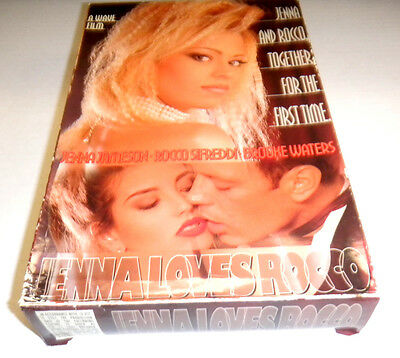 A WAVE
FILM
JENNA
AND ROCCO,
TOGETHER
FOR THE
FIRST TIME
JENNA JAMESON · ROCCO SIFREDDI · BROOKE WATERS
JENNA LOVES ROCCO
JENNA LOVES ROCCO